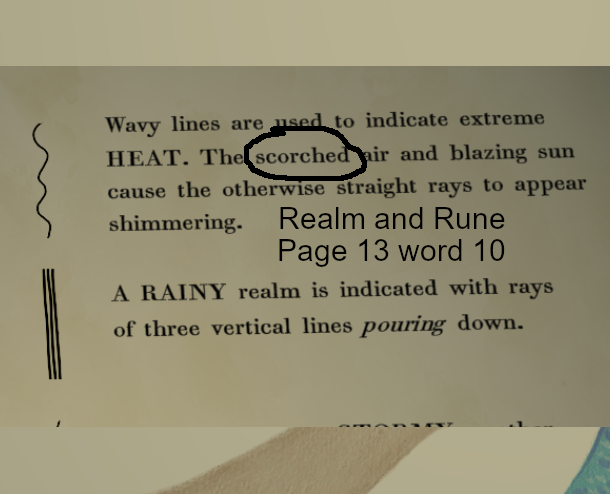 Wavy lines are used to indicate extreme
HEAT. The scorched air and blazing sun
cause the otherwise straight rays to appear
shimmering.
Realm and Rune
Page 13 word 10
A RAINY realm is indicated with rays
of three vertical lines pouring down.